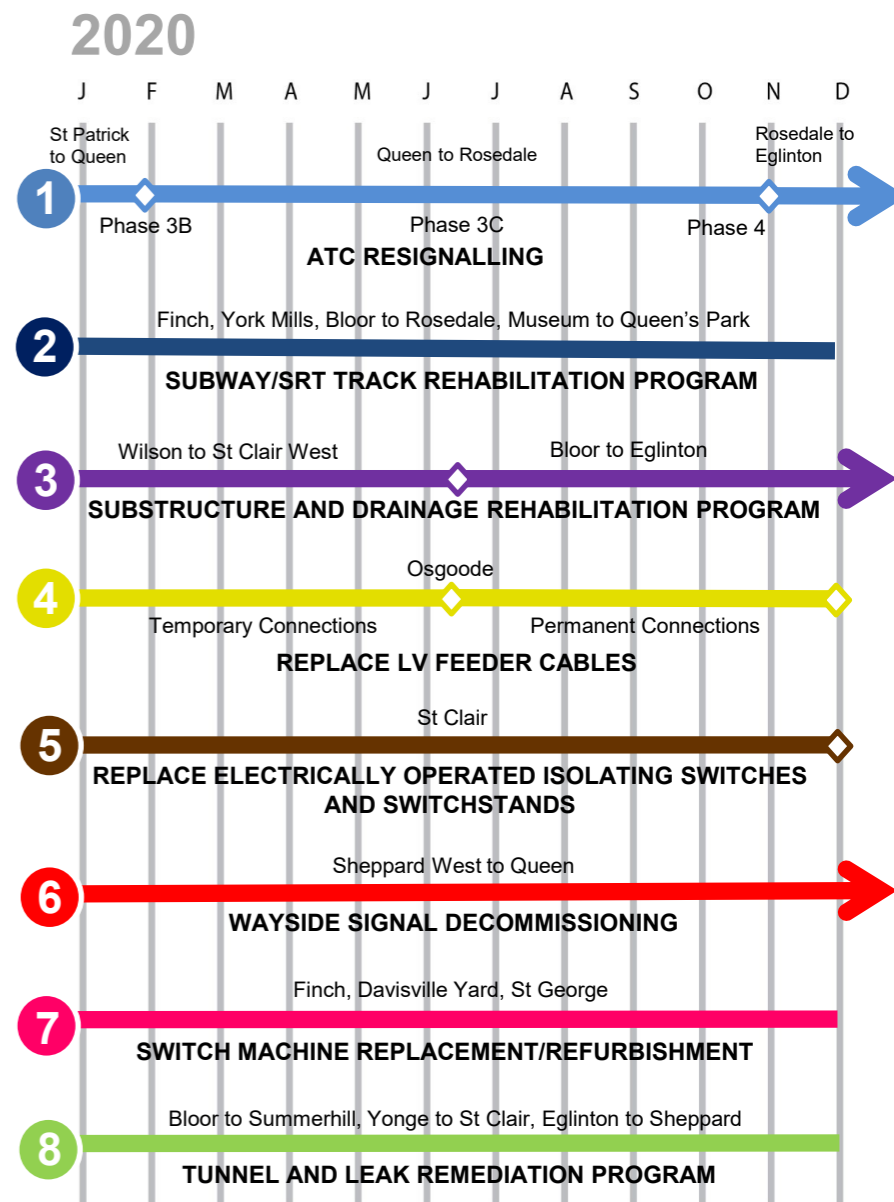 2020
J F M A M J J A S O N D
St Patrick
to Queen
Queen to Rosedale
Rosedale to
Eglinton
1
Phase 3B
Phase 3C
Phase 4
ATC RESIGNALLING
Finch, York Mills, Bloor to Rosedale, Museum to Queen's Park
2
SUBWAY/SRT TRACK REHABILITATION PROGRAM
Wilson to St Clair West
Bloor to Eglinton
3
SUBSTRUCTURE AND DRAINAGE REHABILITATION PROGRAM
Osgoode
4
Temporary Connections
Permanent Connections
REPLACE LV FEEDER CABLES
St Clair
5
REPLACE ELECTRICALLY OPERATED ISOLATING SWITCHES
AND SWITCHSTANDS
Sheppard West to Queen
6
WAYSIDE SIGNAL DECOMMISSIONING
Finch, Davisville Yard, St George
7
SWITCH MACHINE REPLACEMENT/REFURBISHMENT
Bloor to Summerhill, Yonge to St Clair, Eglinton to Sheppard
8
TUNNEL AND LEAK REMEDIATION PROGRAM